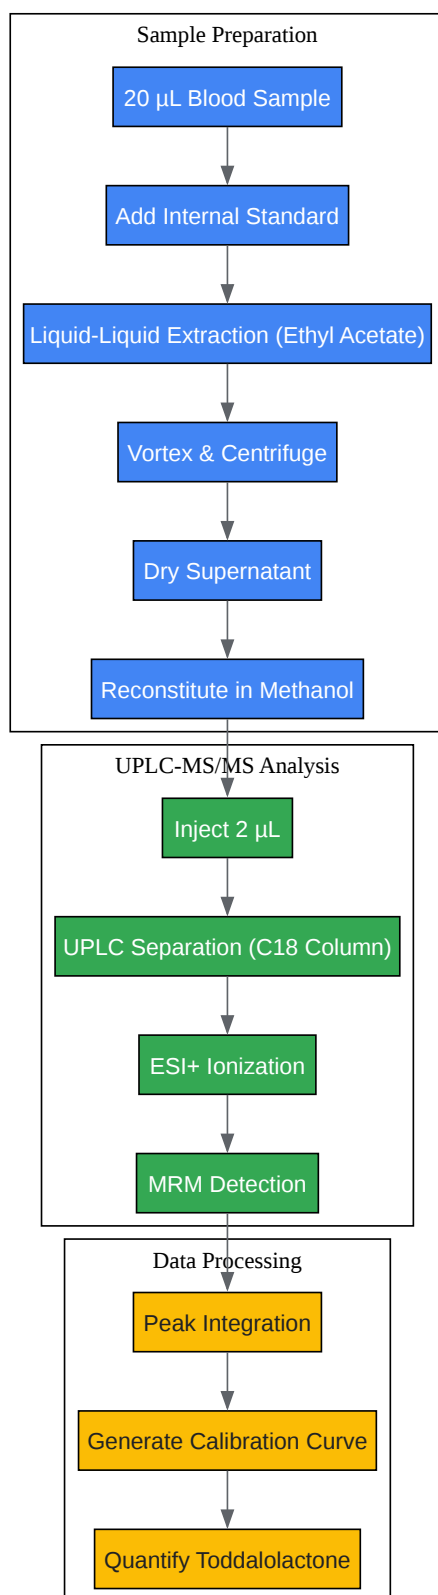 Sample Preparation
20 µL Blood Sample
Add Internal Standard
Liquid-Liquid Extraction (Ethyl Acetate)
Vortex & Centrifuge
Dry Supernatant
Reconstitute in Methanol
UPLC-MS/MS Analysis
Inject 2 µL
UPLC Separation (C18 Column)
ESI+ Ionization
MRM Detection
Data Processing
Peak Integration
Generate Calibration Curve
Quantify Toddalolactone